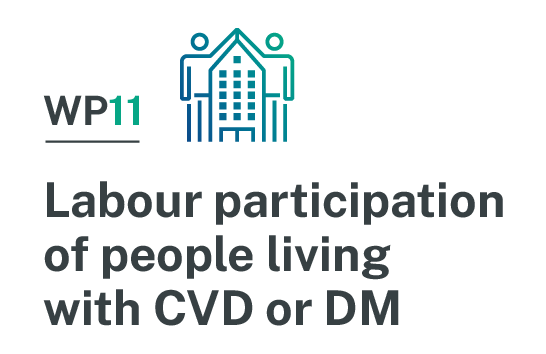 WP11
Labour participation
of people living
with CVD or DM